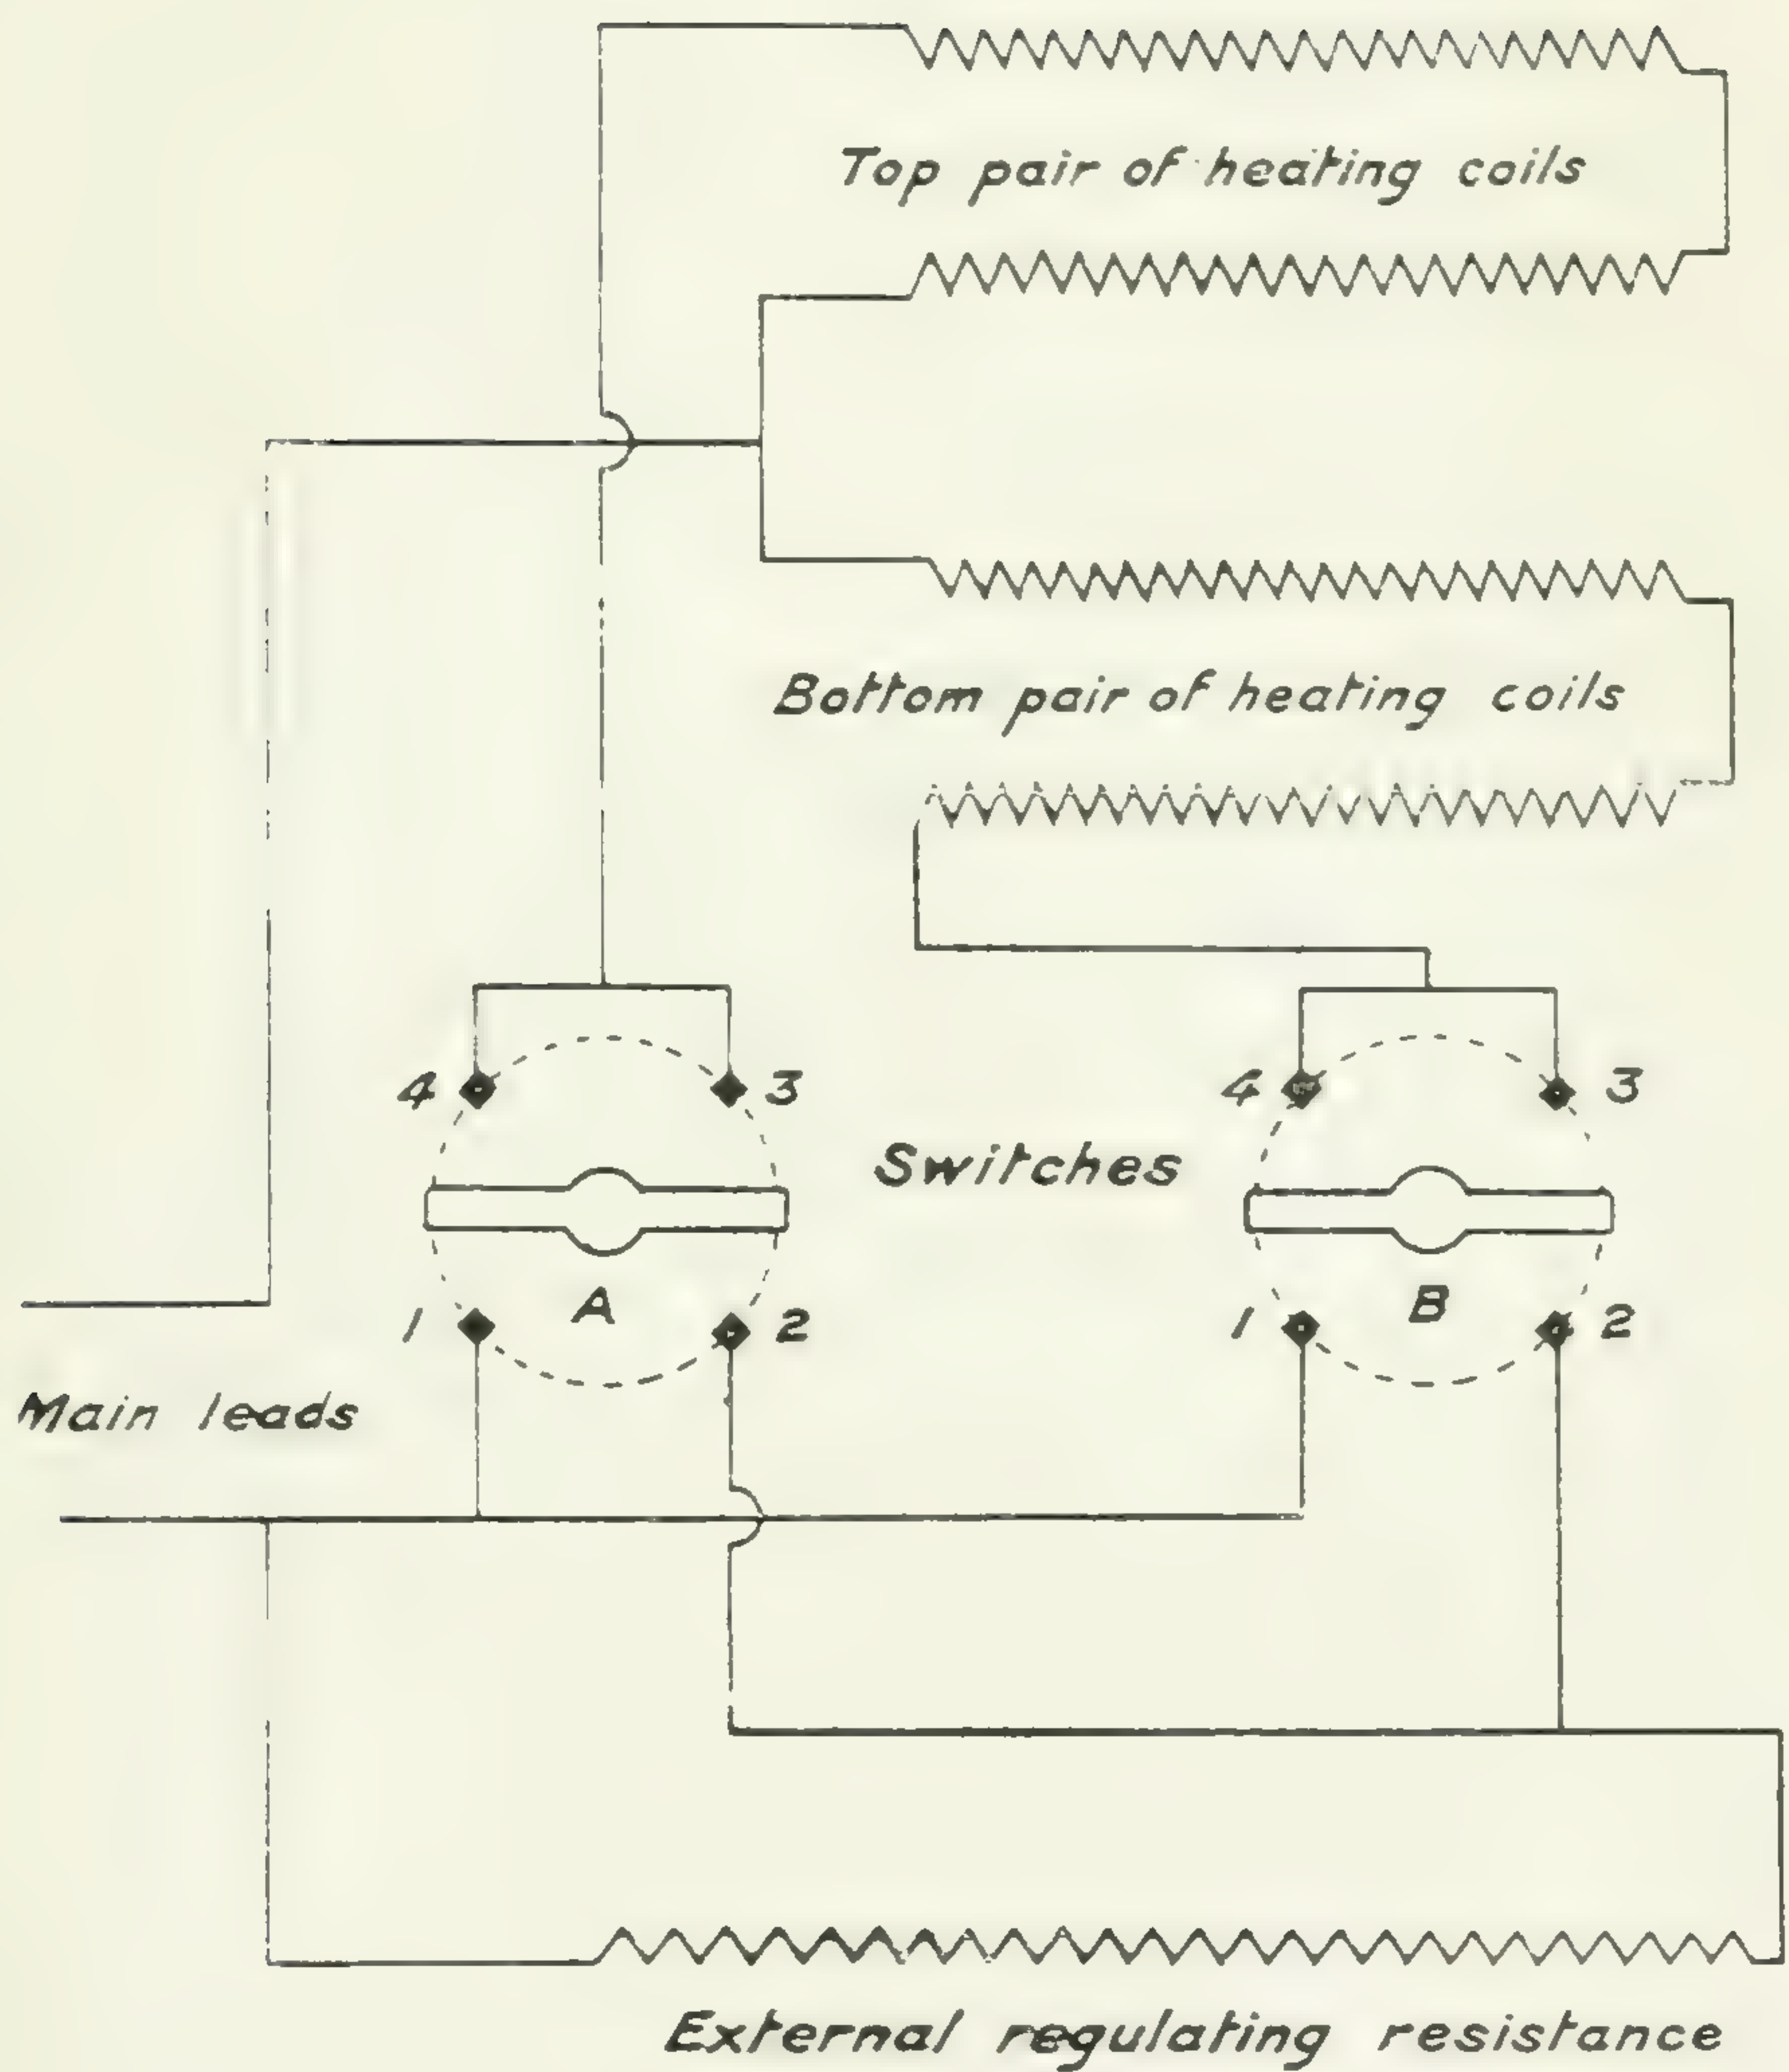 Top pair of heating coils
Bottom pair of heating coils
4 3 4 3
Switches
1 A 2 1 B 2
Main leads
External regulating resistance